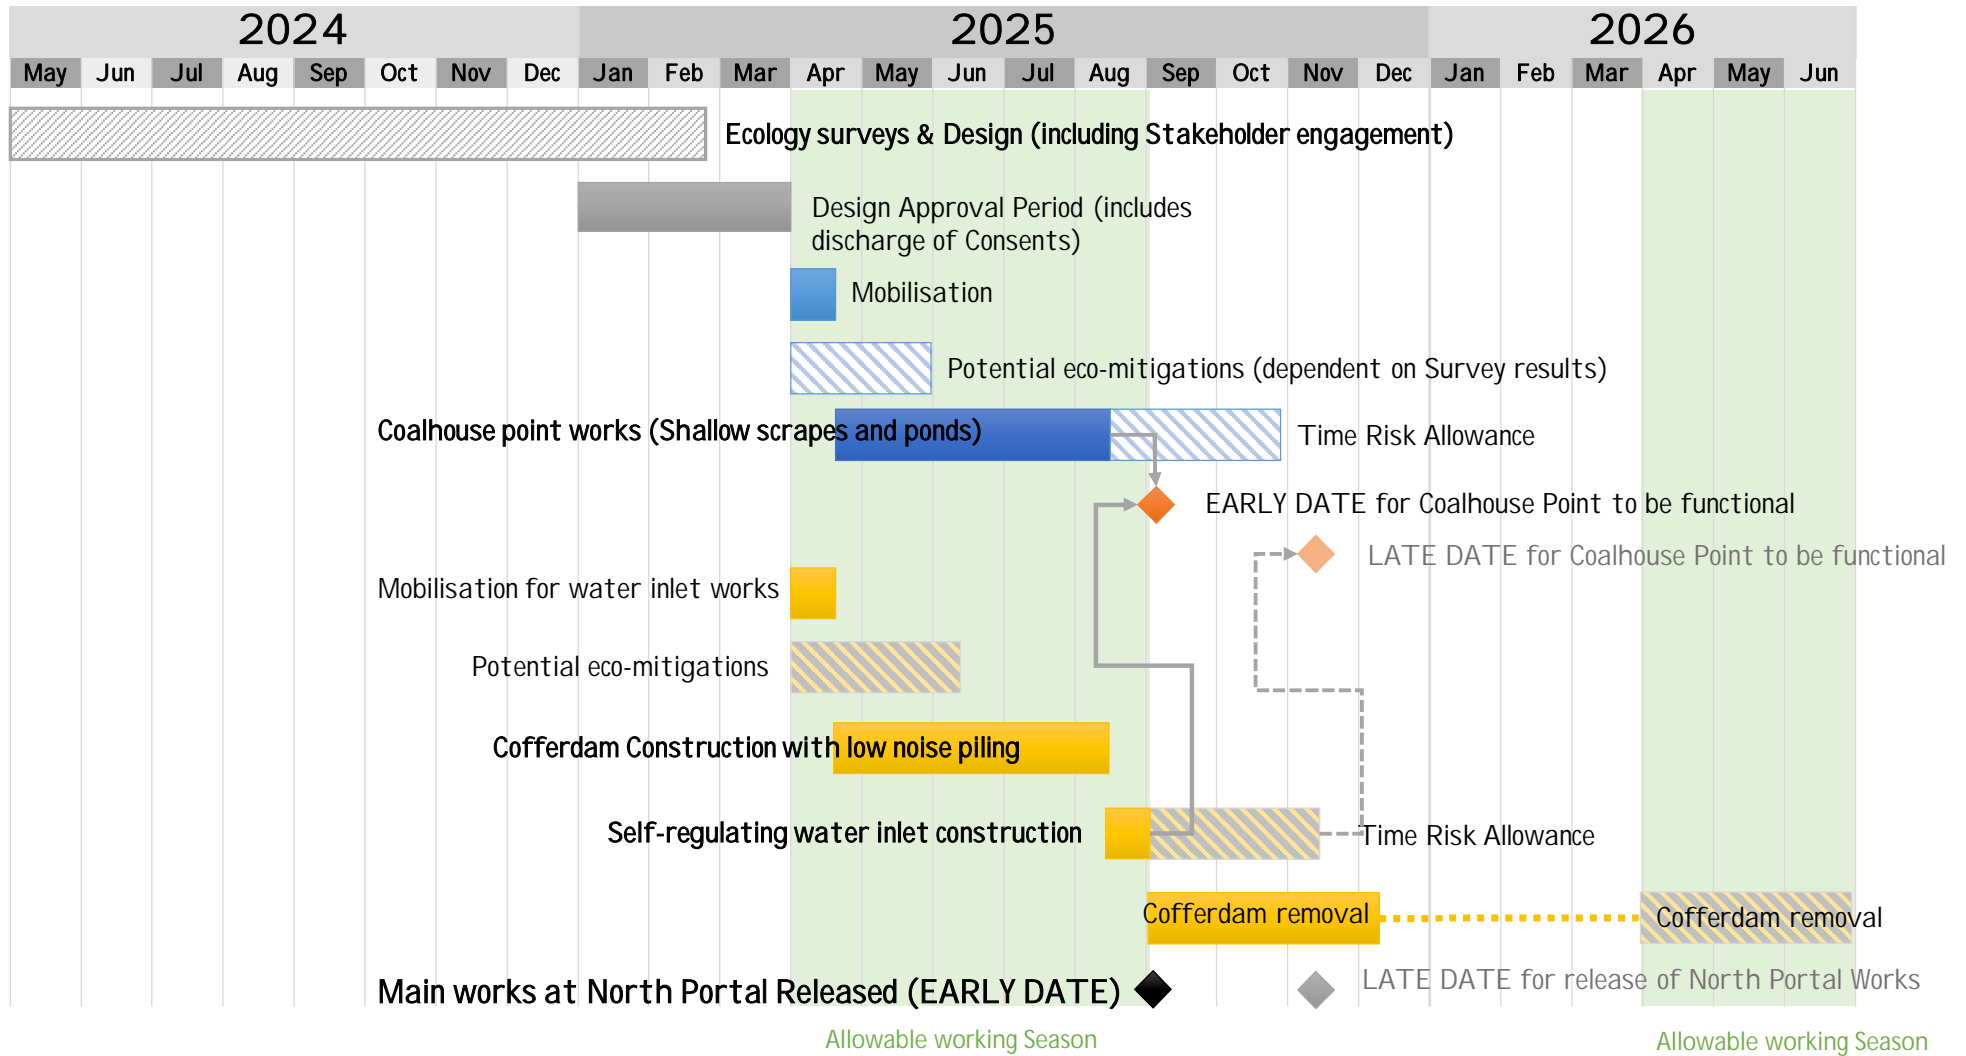 2024 2025 2026
May Jun Jul Aug Sep Oct Nov Dec Jan Feb Mar Apr May Jun Jul Aug Sep Oct Nov Dec Jan Feb Mar Apr May Jun
Ecology surveys & Design (including Stakeholder engagement)
Design Approval Period (includes
discharge of Consents)
Mobilisation
Potential eco-mitigations (dependent on Survey results)
Coalhouse point works (Shallow scrapes and ponds)
Time Risk Allowance
EARLY DATE for Coalhouse Point to be functional
LATE DATE for Coalhouse Point to be functional
Mobilisation for water inlet works
Potential eco-mitigations
Cofferdam Construction with low noise piling
Self-regulating water inlet construction
Time Risk Allowance
Cofferdam removal
Cofferdam removal
Main works at North Portal Released (EARLY DATE)
LATE DATE for release of North Portal Works
Allowable working Season
Allowable working Season